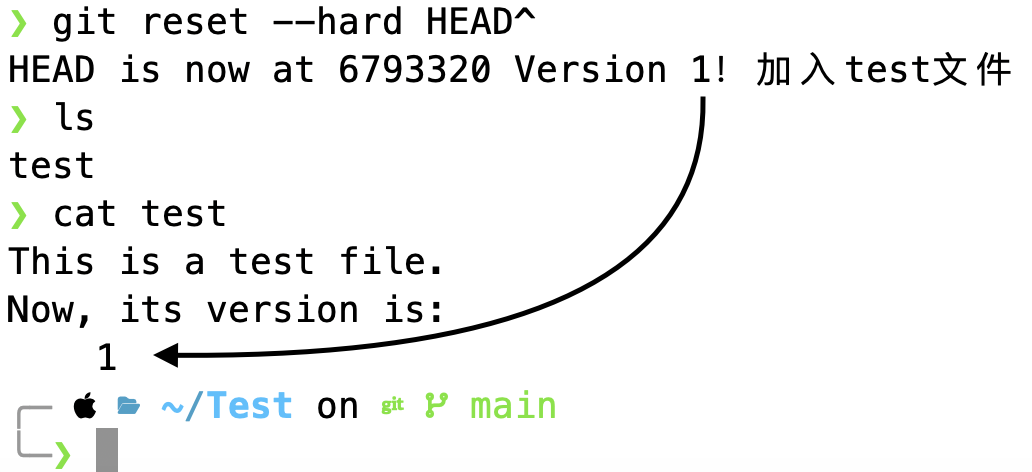 ❯ git reset --hard HEAD^
HEAD is now at 6793320 Version 1! 加入test文件
❯ ls
test
❯ cat test
This is a test file.
Now, its version is:
1
~/Test on git main
❯